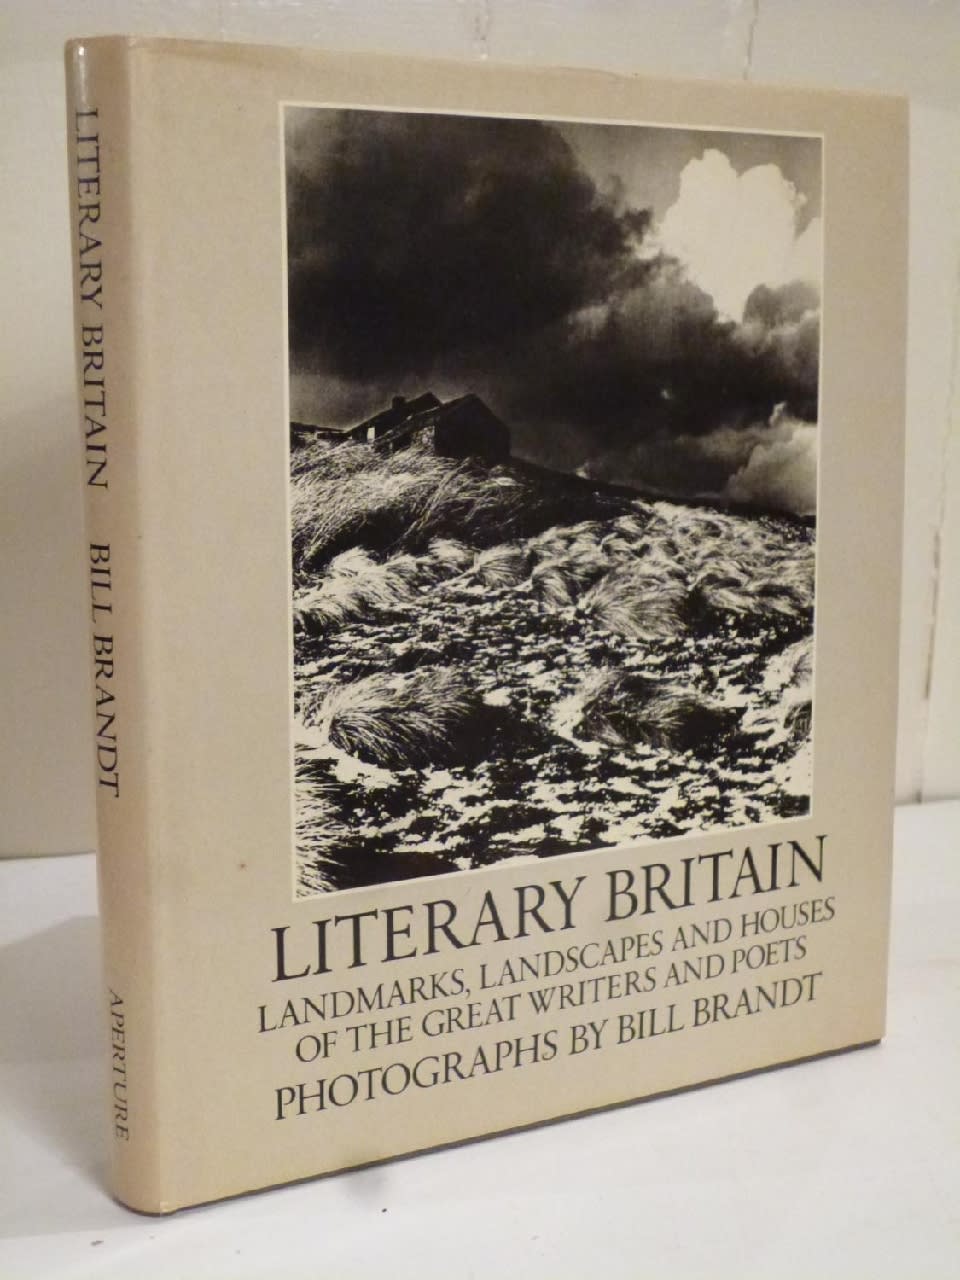 LITERARY BRITAIN BILL BRANDT APERTURE
LITERARY BRITAIN
LANDMARKS, LANDSCAPES AND HOUSES
OF THE GREAT WRITERS AND POETS
PHOTOGRAPHS BY BILL BRANDT